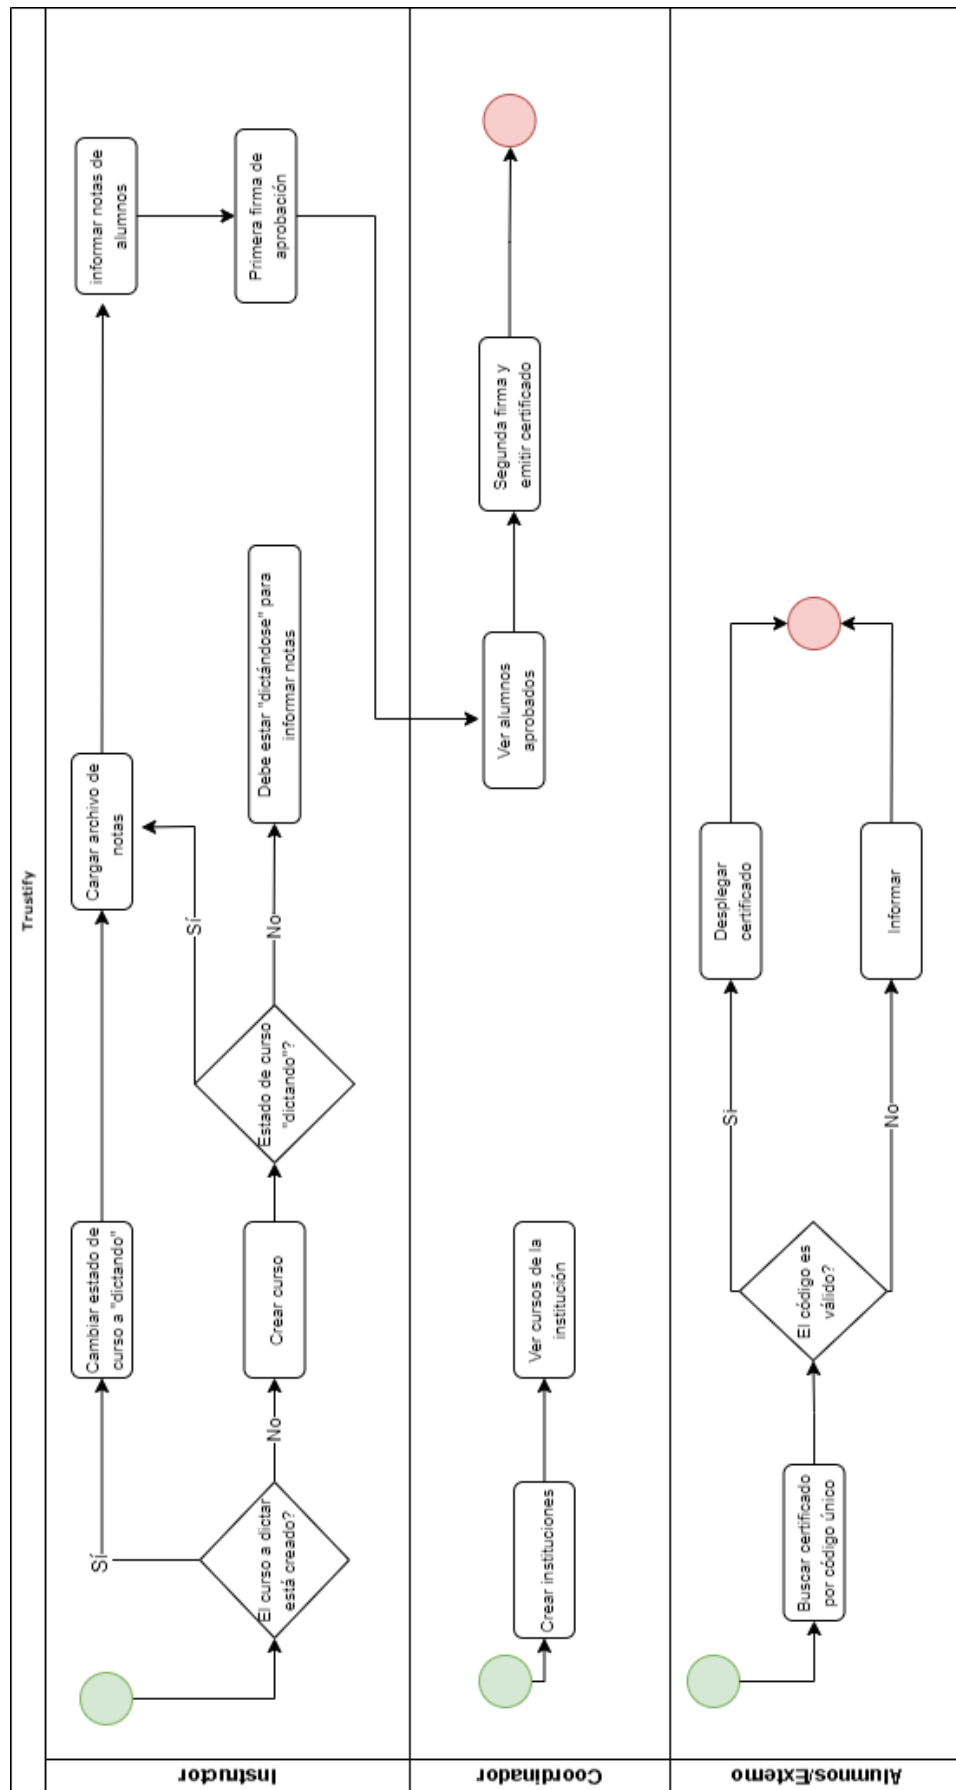 Trustify
Instructor
El curso a dictar
está creado?
Sí
No
Cambiar estado de
curso a "dictando"
Crear curso
Estado de curso
"dictando"?
Sí
No
Cargar archivo de
notas
Debe estar "dictándose" para
informar notas
informar notas de
alumnos
Primera firma de
aprobación
Coordinador
Crear instituciones
Ver cursos de la
institución
Ver alumnos
aprobados
Segunda firma y
emitir certificado
Alumnos/Externo
Buscar certificado
por código único
El código es
válido?
Si
No
Desplegar
certificado
Informar